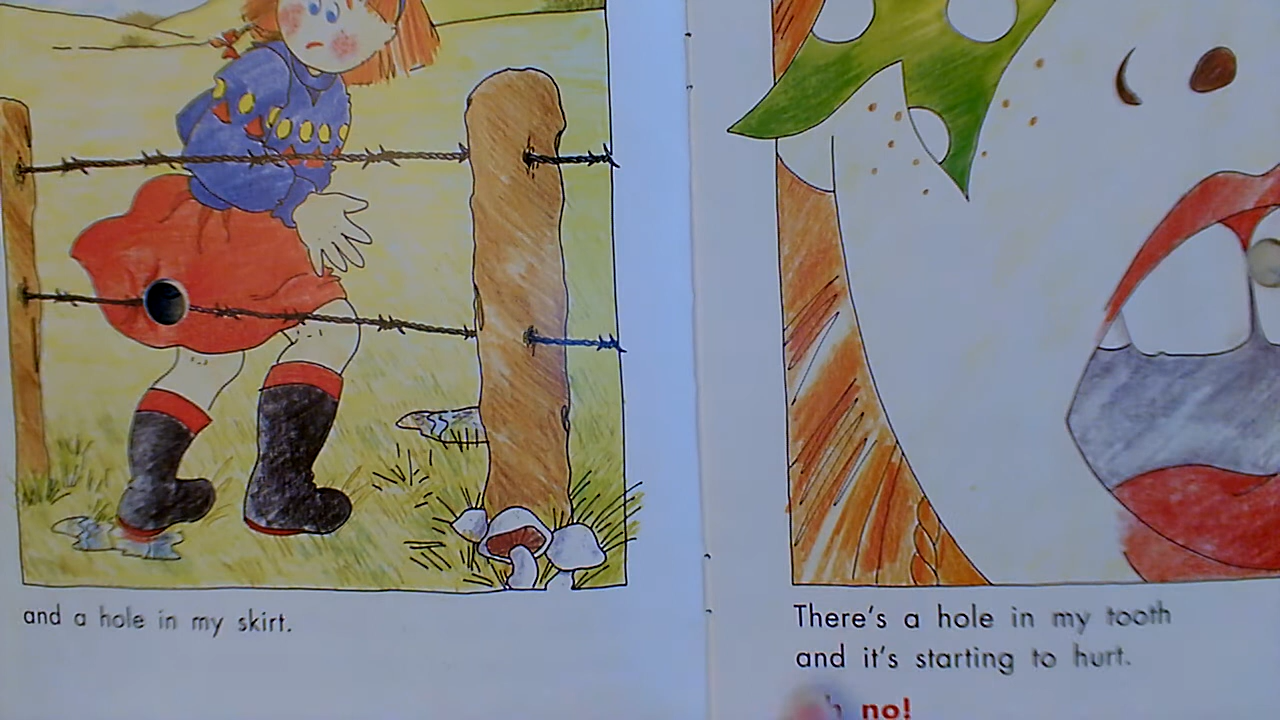 and a hole in my skirt.
There's a hole in my tooth
and it's starting to hurt.
no!